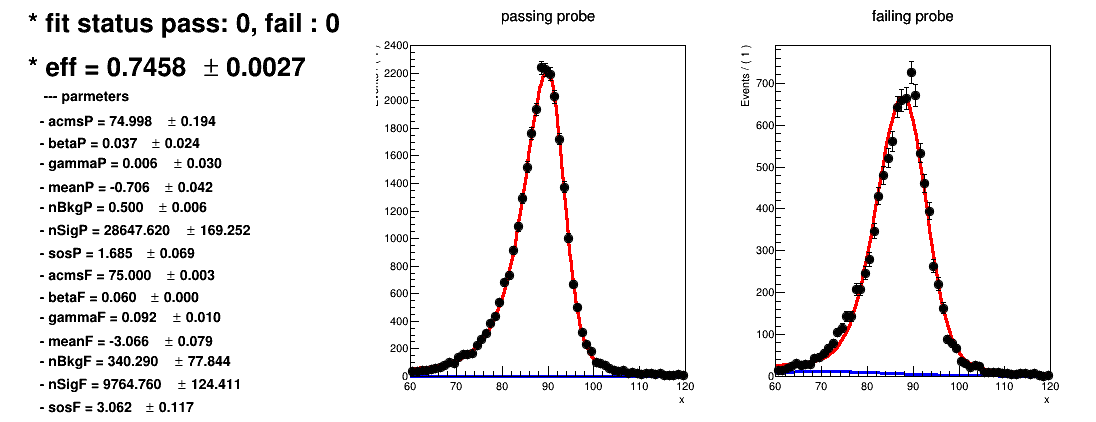 * fit status pass: 0, fail : 0
* eff = 0.7458 ± 0.0027
--- parmeters
- acmsP = 74.998 ± 0.194
- betaP = 0.037 ± 0.024
- gammaP = 0.006 ± 0.030
- meanP = -0.706 ± 0.042
- nBkgP = 0.500 ± 0.006
- nSigP = 28647.620 ± 169.252
- sosP = 1.685 ± 0.069
- acmsF = 75.000 ± 0.003
- betaF = 0.060 ± 0.000
- gammaF = 0.092 ± 0.010
- meanF = -3.066 ± 0.079
- nBkgF = 340.290 ± 77.844
- nSigF = 9764.760 ± 124.411
- sosF = 3.062 ± 0.117
passing probe
2400
2200
2000
1800
1600
1400
1200
1000
800
600
400
200
0
60 70 80 90 100 110 120
x
failing probe
Events / ( 1 )
700
600
500
400
300
200
100
0
60 70 80 90 100 110 120
x